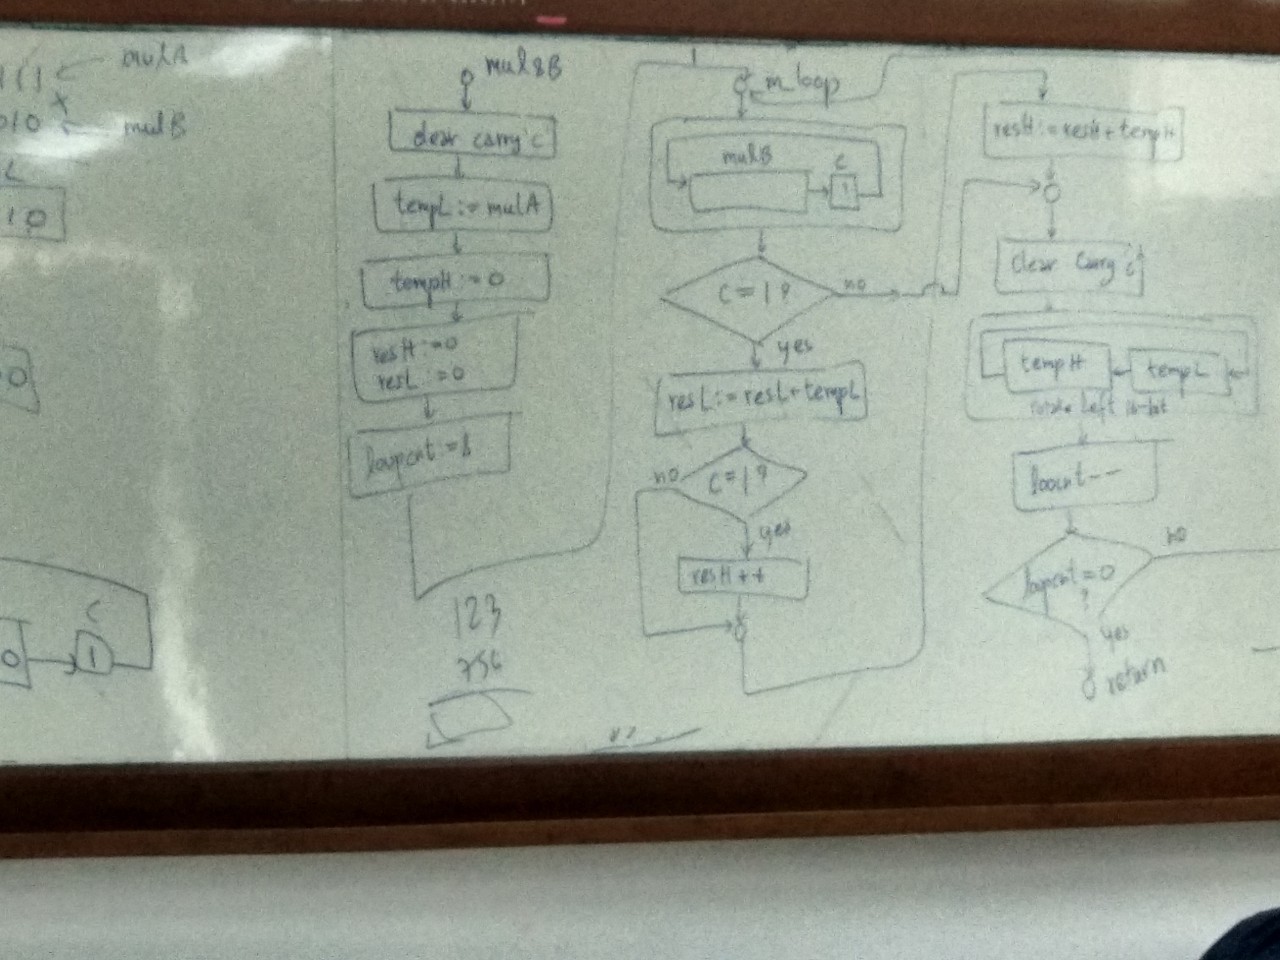 mulA
111
x
010
mulB
L
10
0
C
0
1
mul8B
clear carry 'c'
tempL := mulA
tempH := 0
resH := 0
resL := 0
loopcnt := 8
123
756
m_loop
mulB
C
1
C = 1 ?
no
yes
resL := resL + tempL
C = 1 ?
no
yes
resH ++
resH := resH + tempH
clear carry 'c'
tempH
tempL
rotate left 16-bit
loopcnt --
loopcnt = 0
?
no
yes
return